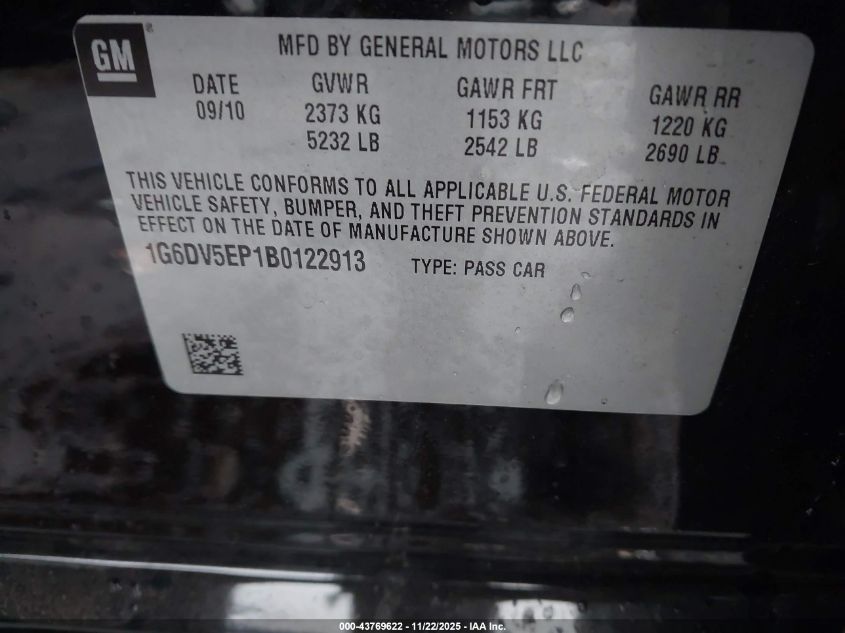 GM
MFD BY GENERAL MOTORS LLC
DATE GVWR GAWR FRT GAWR RR
09/10 2373 KG 1153 KG 1220 KG
5232 LB 2542 LB 2690 LB
THIS VEHICLE CONFORMS TO ALL APPLICABLE U.S. FEDERAL MOTOR
VEHICLE SAFETY, BUMPER, AND THEFT PREVENTION STANDARDS IN
EFFECT ON THE DATE OF MANUFACTURE SHOWN ABOVE.
1G6DV5EP1B0122913 TYPE: PASS CAR
000-43769622 - 11/22/2025 - IAA Inc.